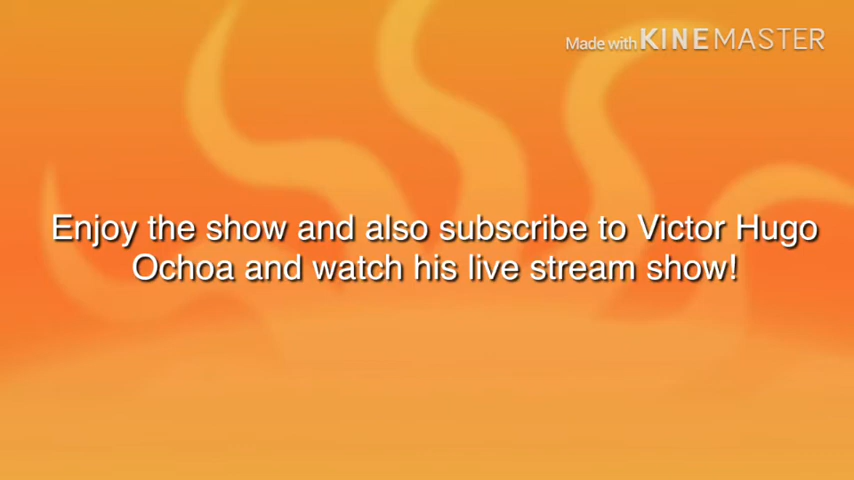 Made with KINEMASTER
Enjoy the show and also subscribe to Victor Hugo
Ochoa and watch his live stream show!